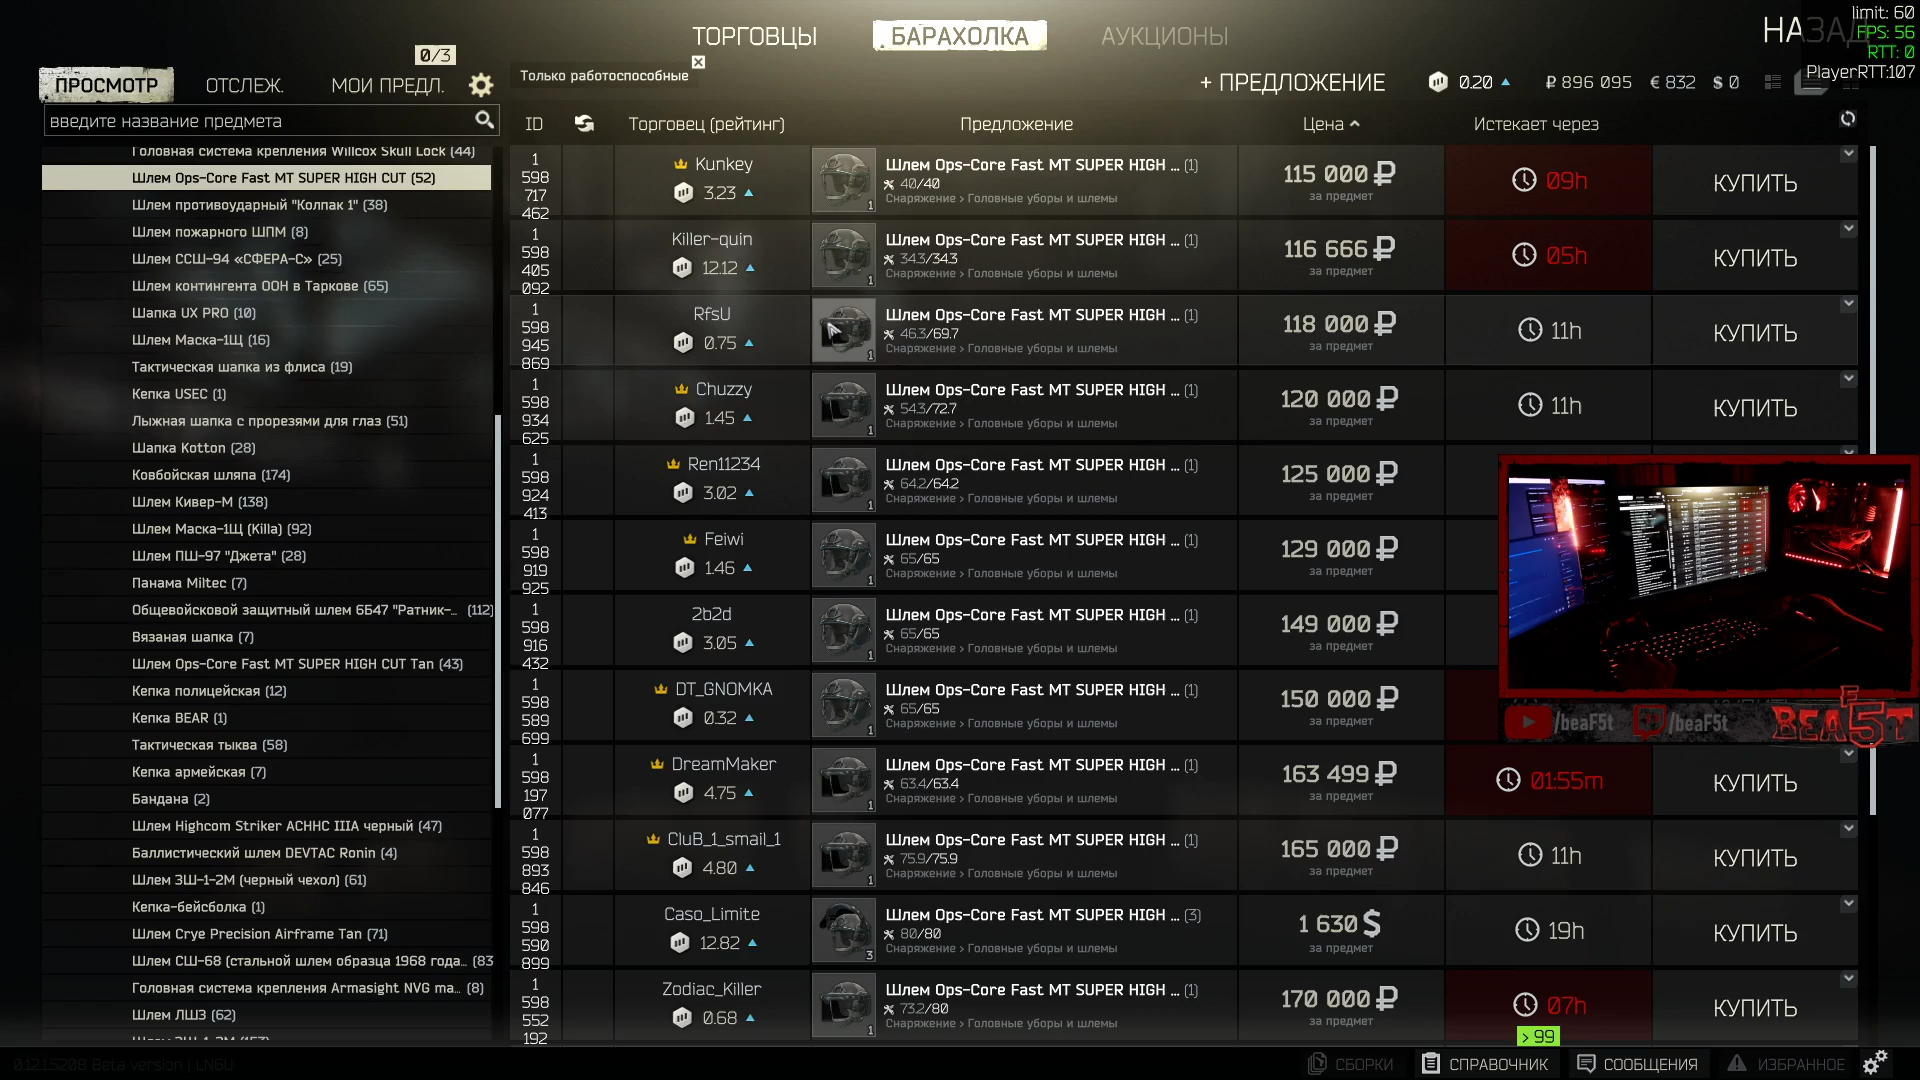 ТОРГОВЦЫ
БАРАХОЛКА
АУКЦИОНЫ
НАЗАД
limit: 60
FPS: 56
RTT: 0
PlayerRTT:107
0/3
ПРОСМОТР
ОТСЛЕЖ.
МОИ ПРЕДЛ.
Только работоспособные
+ ПРЕДЛОЖЕНИЕ
0.20
₽ 896 095
€ 832
$ 0
введите название предмета
ID
Торговец (рейтинг)
Предложение
Цена
Истекает через
Головная система крепления Willcox Skull Lock (44)
Шлем Ops-Core Fast MT SUPER HIGH CUT (52)
Шлем противоударный "Колпак 1" (38)
Шлем пожарного ШПМ (8)
Шлем ССШ-94 «СФЕРА-С» (25)
Шлем контингента ООН в Таркове (65)
Шапка UX PRO (10)
Шлем Маска-1Щ (16)
Тактическая шапка из флиса (19)
Кепка USEC (1)
Лыжная шапка с прорезями для глаз (51)
Шапка Kotton (28)
Ковбойская шляпа (174)
Шлем Кивер-М (138)
Шлем Маска-1Щ (Killa) (92)
Шлем ПШ-97 "Джета" (28)
Панама Miltec (7)
Общевойсковой защитный шлем 6Б47 "Ратник-... (112)
Вязаная шапка (7)
Шлем Ops-Core Fast MT SUPER HIGH CUT Tan (43)
Кепка полицейская (12)
Кепка BEAR (1)
Тактическая тыква (58)
Кепка армейская (7)
Бандана (2)
Шлем Highcom Striker ACHHC IIIA черный (47)
Баллистический шлем DEVTAC Ronin (4)
Шлем ЗШ-1-2М (черный чехол) (61)
Кепка-бейсболка (1)
Шлем Crye Precision Airframe Tan (71)
Шлем СШ-68 (стальной шлем образца 1968 года... (83
Головная система крепления Armasight NVG ma... (8)
Шлем ЛШЗ (62)
1
598
717
462
Kunkey
3.23
1
Шлем Ops-Core Fast MT SUPER HIGH ... (1)
40/40
Снаряжение > Головные уборы и шлемы
115 000 ₽
за предмет
09h
КУПИТЬ
1
598
405
092
Killer-quin
12.12
1
Шлем Ops-Core Fast MT SUPER HIGH ... (1)
34.3/34.3
Снаряжение > Головные уборы и шлемы
116 666 ₽
за предмет
05h
КУПИТЬ
1
598
945
869
RfsU
0.75
1
Шлем Ops-Core Fast MT SUPER HIGH ... (1)
46.3/69.7
Снаряжение > Головные уборы и шлемы
118 000 ₽
за предмет
11h
КУПИТЬ
1
598
934
625
Chuzzy
1.45
1
Шлем Ops-Core Fast MT SUPER HIGH ... (1)
54.3/72.7
Снаряжение > Головные уборы и шлемы
120 000 ₽
за предмет
11h
КУПИТЬ
1
598
924
413
Ren11234
3.02
1
Шлем Ops-Core Fast MT SUPER HIGH ... (1)
64.2/64.2
Снаряжение > Головные уборы и шлемы
125 000 ₽
за предмет
1
598
919
925
Feiwi
1.46
1
Шлем Ops-Core Fast MT SUPER HIGH ... (1)
65/65
Снаряжение > Головные уборы и шлемы
129 000 ₽
за предмет
1
598
916
432
2b2d
3.05
1
Шлем Ops-Core Fast MT SUPER HIGH ... (1)
65/65
Снаряжение > Головные уборы и шлемы
149 000 ₽
за предмет
1
598
589
699
DT_GNOMKA
0.32
1
Шлем Ops-Core Fast MT SUPER HIGH ... (1)
65/65
Снаряжение > Головные уборы и шлемы
150 000 ₽
за предмет
/beaF5t
/beaF5t
BEAF5T
1
598
197
077
DreamMaker
4.75
1
Шлем Ops-Core Fast MT SUPER HIGH ... (1)
63.4/63.4
Снаряжение > Головные уборы и шлемы
163 499 ₽
за предмет
01:55m
КУПИТЬ
1
598
893
846
CluB_1_smail_1
4.80
1
Шлем Ops-Core Fast MT SUPER HIGH ... (1)
75.9/75.9
Снаряжение > Головные уборы и шлемы
165 000 ₽
за предмет
11h
КУПИТЬ
1
598
590
899
Caso_Limite
12.82
3
Шлем Ops-Core Fast MT SUPER HIGH ... (3)
80/80
Снаряжение > Головные уборы и шлемы
1 630 $
за предмет
19h
КУПИТЬ
1
598
552
192
Zodiac_Killer
0.68
1
Шлем Ops-Core Fast MT SUPER HIGH ... (1)
73.2/80
Снаряжение > Головные уборы и шлемы
170 000 ₽
за предмет
07h
КУПИТЬ
> 99
0.12.1.5208 Beta version | LN6U
СБОРКИ
СПРАВОЧНИК
СООБЩЕНИЯ
ИЗБРАННОЕ